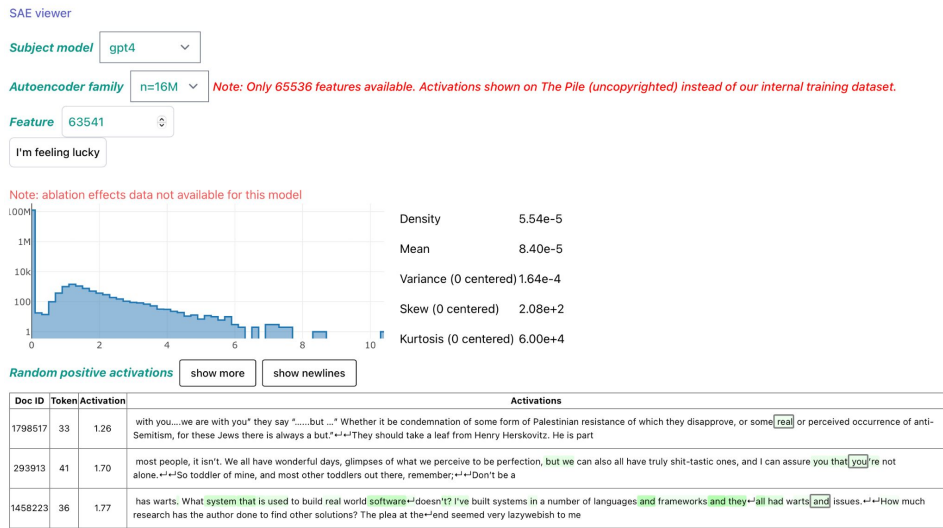 SAE viewer
Subject model gpt4
Autoencoder family n=16M Note: Only 65536 features available. Activations shown on The Pile (uncopyrighted) instead of our internal training dataset.
Feature 63541
I'm feeling lucky
Note: ablation effects data not available for this model
100M
1M
10k
100
1
0 2 4 6 8 10
Density 5.54e-5
Mean 8.40e-5
Variance (0 centered) 1.64e-4
Skew (0 centered) 2.08e+2
Kurtosis (0 centered) 6.00e+4
Random positive activations show more show newlines
Doc ID Token Activation Activations
1798517 33 1.26 with you....we are with you" they say "......but ..." Whether it be condemnation of some form of Palestinian resistance of which they disapprove, or some real or perceived occurrence of anti-
Semitism, for these Jews there is always a but."↵↵They should take a leaf from Henry Herskovitz. He is part
293913 41 1.70 most people, it isn't. We all have wonderful days, glimpses of what we perceive to be perfection, but we can also all have truly shit-tastic ones, and I can assure you that you're not
alone.↵↵So toddler of mine, and most other toddlers out there, remember;↵↵Don't be a
1458223 36 1.77 has warts. What system that is used to build real world software↵doesn't? I've built systems in a number of languages and frameworks and they↵all had warts and issues.↵↵How much
research has the author done to find other solutions? The plea at the↵end seemed very lazywebish to me